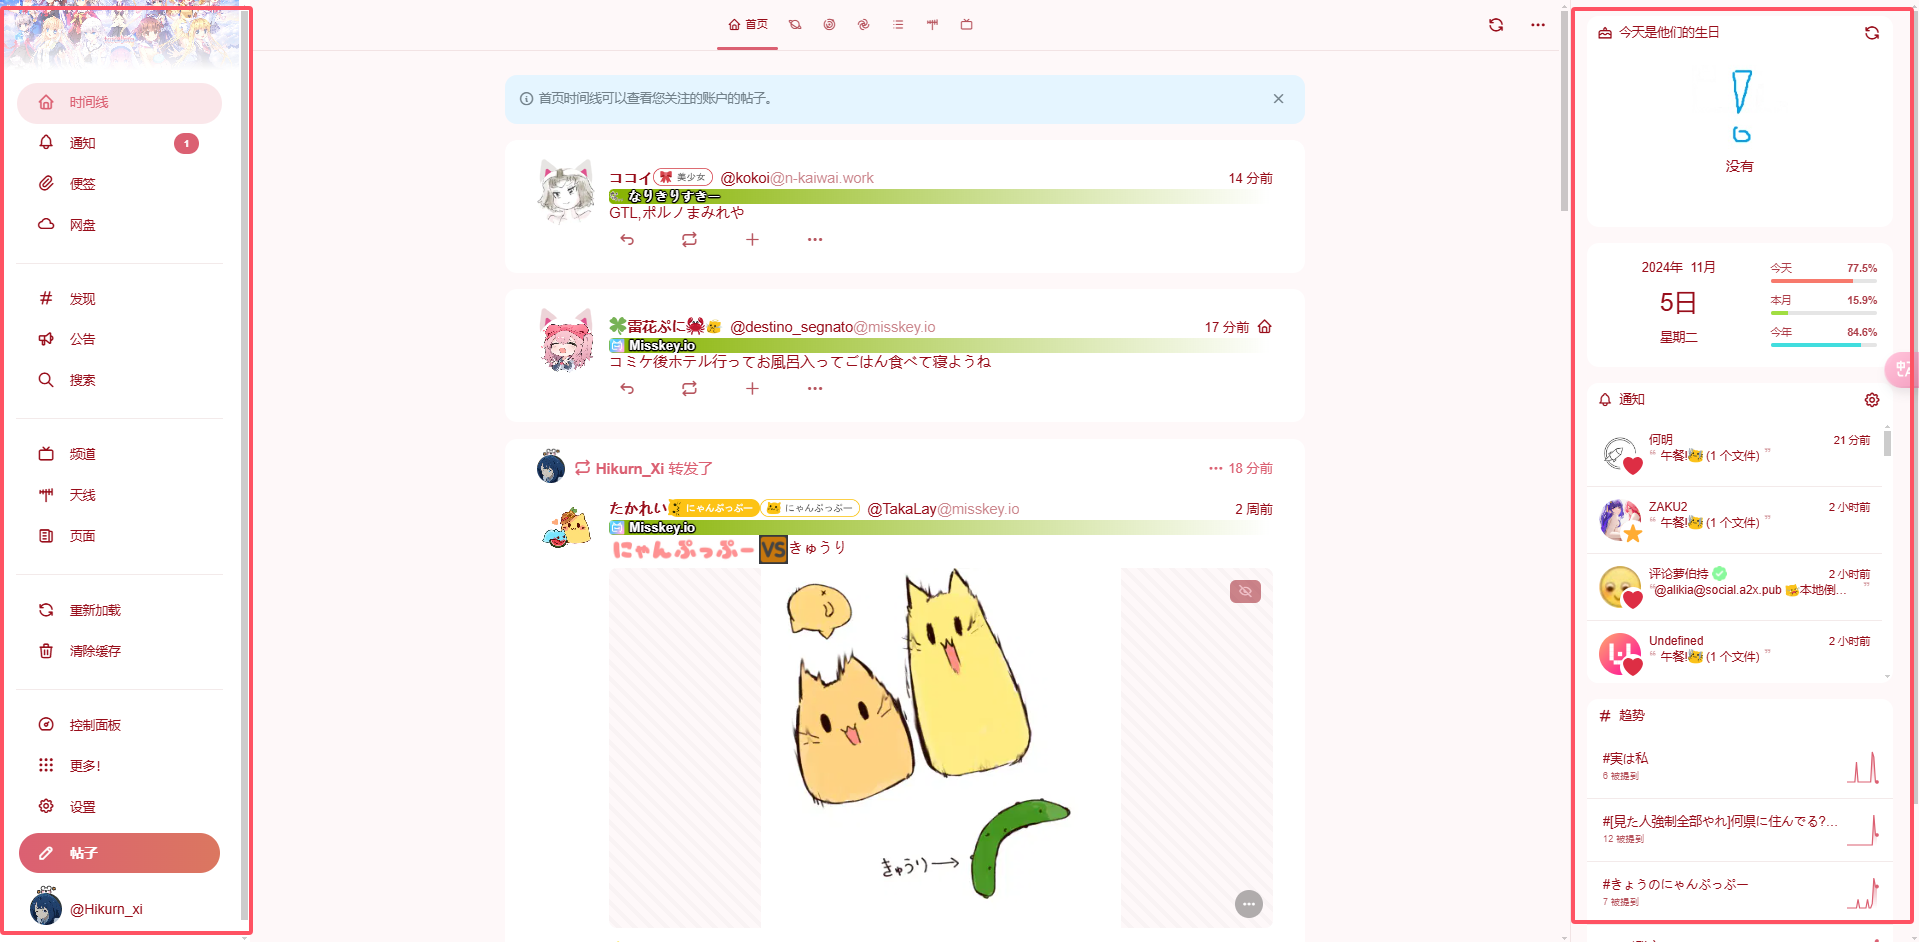 时间线
通知
1
便签
网盘
发现
公告
搜索
频道
天线
页面
重新加载
清除缓存
控制面板
更多!
设置
帖子
@Hikurn_xi
首页
首页时间线可以查看您关注的账户的帖子。
ココイ 美少女 @kokoi@n-kaiwai.work 14 分前
なりきりすきー
GTL,ポルノまみれや
雷花ぷに @destino_segnato@misskey.io 17 分前
Misskey.io
コミケ後ホテル行ってお風呂入ってごはん食べて寝ようね
Hikurn_Xi 转发了 18 分前
たかれい にゃんぷっぷー にゃんぷっぷー @TakaLay@misskey.io 2 周前
Misskey.io
にゃんぷっぷー VS きゅうり
きゅうり→
今天是他们的生日
没有
2024年 11月
5日
星期二
今天 77.5%
本月 15.9%
今年 84.6%
通知
何明 21 分前
“ 午餐! (1 个文件) ”
ZAKU2 2 小时前
“ 午餐! (1 个文件) ”
评论萝伯持 2 小时前
“@alikia@social.a2x.pub 本地倒... ”
Undefined 2 小时前
“ 午餐! (1 个文件) ”
趋势
#実は私
6 被提到
#[見た人強制全部やれ]何県に住んでる?...
12 被提到
#きょうのにゃんぷっぷー
7 被提到